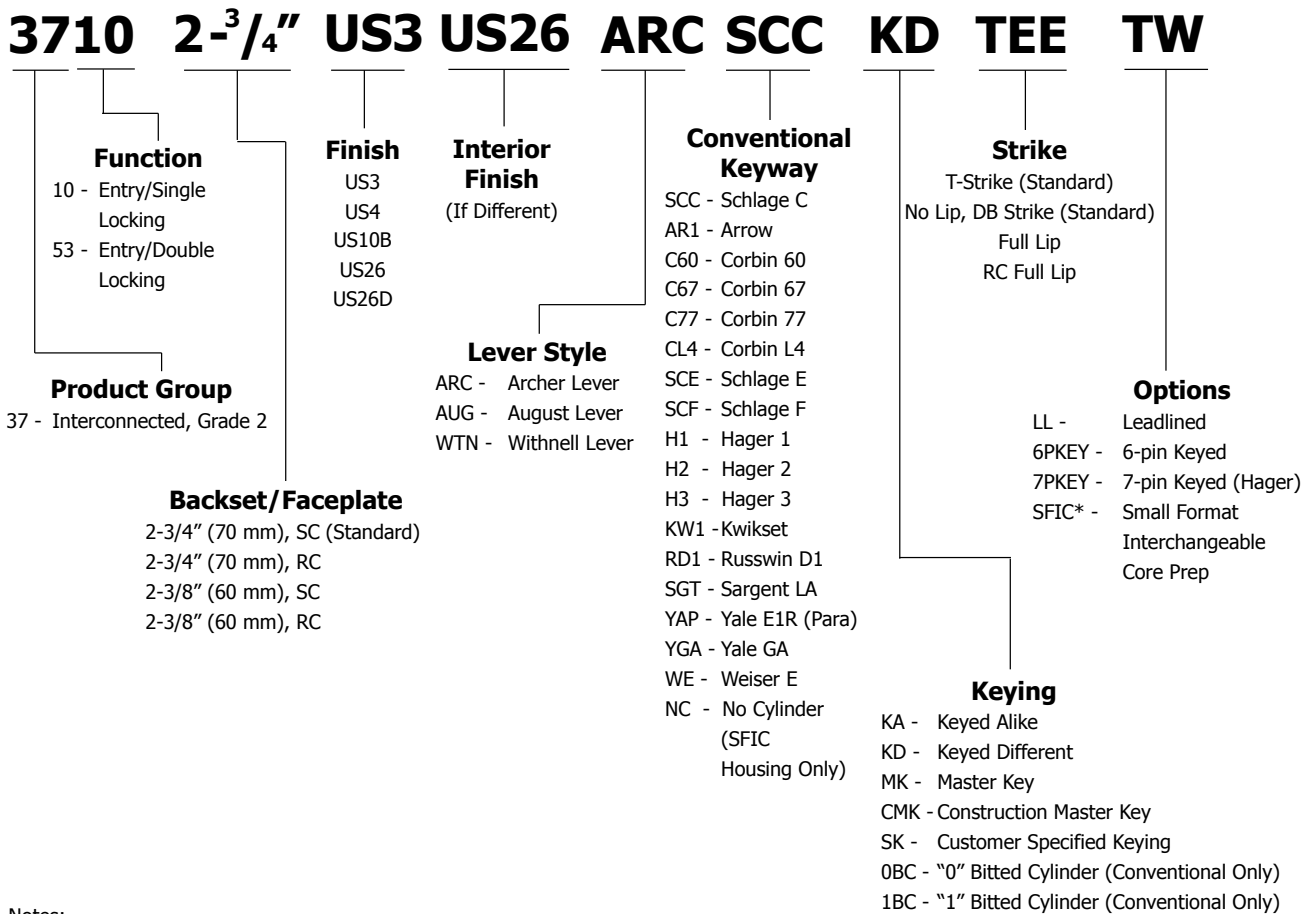 3710 2-3/4” US3 US26 ARC SCC KD TEE TW
Function
10 - Entry/Single
Locking
53 - Entry/Double
Locking
Product Group
37 - Interconnected, Grade 2
Backset/Faceplate
2-3/4” (70 mm), SC (Standard)
2-3/4” (70 mm), RC
2-3/8” (60 mm), SC
2-3/8” (60 mm), RC
Finish
US3
US4
US10B
US26
US26D
Interior
Finish
(If Different)
Lever Style
ARC - Archer Lever
AUG - August Lever
WTN - Withnell Lever
Conventional
Keyway
SCC - Schlage C
AR1 - Arrow
C60 - Corbin 60
C67 - Corbin 67
C77 - Corbin 77
CL4 - Corbin L4
SCE - Schlage E
SCF - Schlage F
H1 - Hager 1
H2 - Hager 2
H3 - Hager 3
KW1 -Kwikset
RD1 - Russwin D1
SGT - Sargent LA
YAP - Yale E1R (Para)
YGA - Yale GA
WE - Weiser E
NC - No Cylinder
(SFIC
Housing Only)
Keying
KA - Keyed Alike
KD - Keyed Different
MK - Master Key
CMK - Construction Master Key
SK - Customer Specified Keying
0BC - “0” Bitted Cylinder (Conventional Only)
1BC - “1” Bitted Cylinder (Conventional Only)
Strike
T-Strike (Standard)
No Lip, DB Strike (Standard)
Full Lip
RC Full Lip
Options
LL - Leadlined
6PKEY - 6-pin Keyed
7PKEY - 7-pin Keyed (Hager)
SFIC* - Small Format
Interchangeable
Core Prep
Notes: